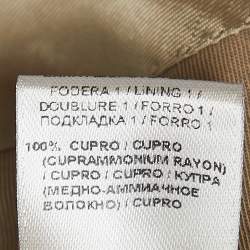 FODERA 1 / LINING 1 /
DOUBLURE 1 / FORRO 1 /
ПОДКЛАДКА 1 / FORRO 1
100% CUPRO / CUPRO
(CUPRAMMONIUM RAYON)
/ CUPRO / CUPRO / КУПРА
(МЕДНО-АММИАЧНОЕ
ВОЛОКНО) / CUPRO